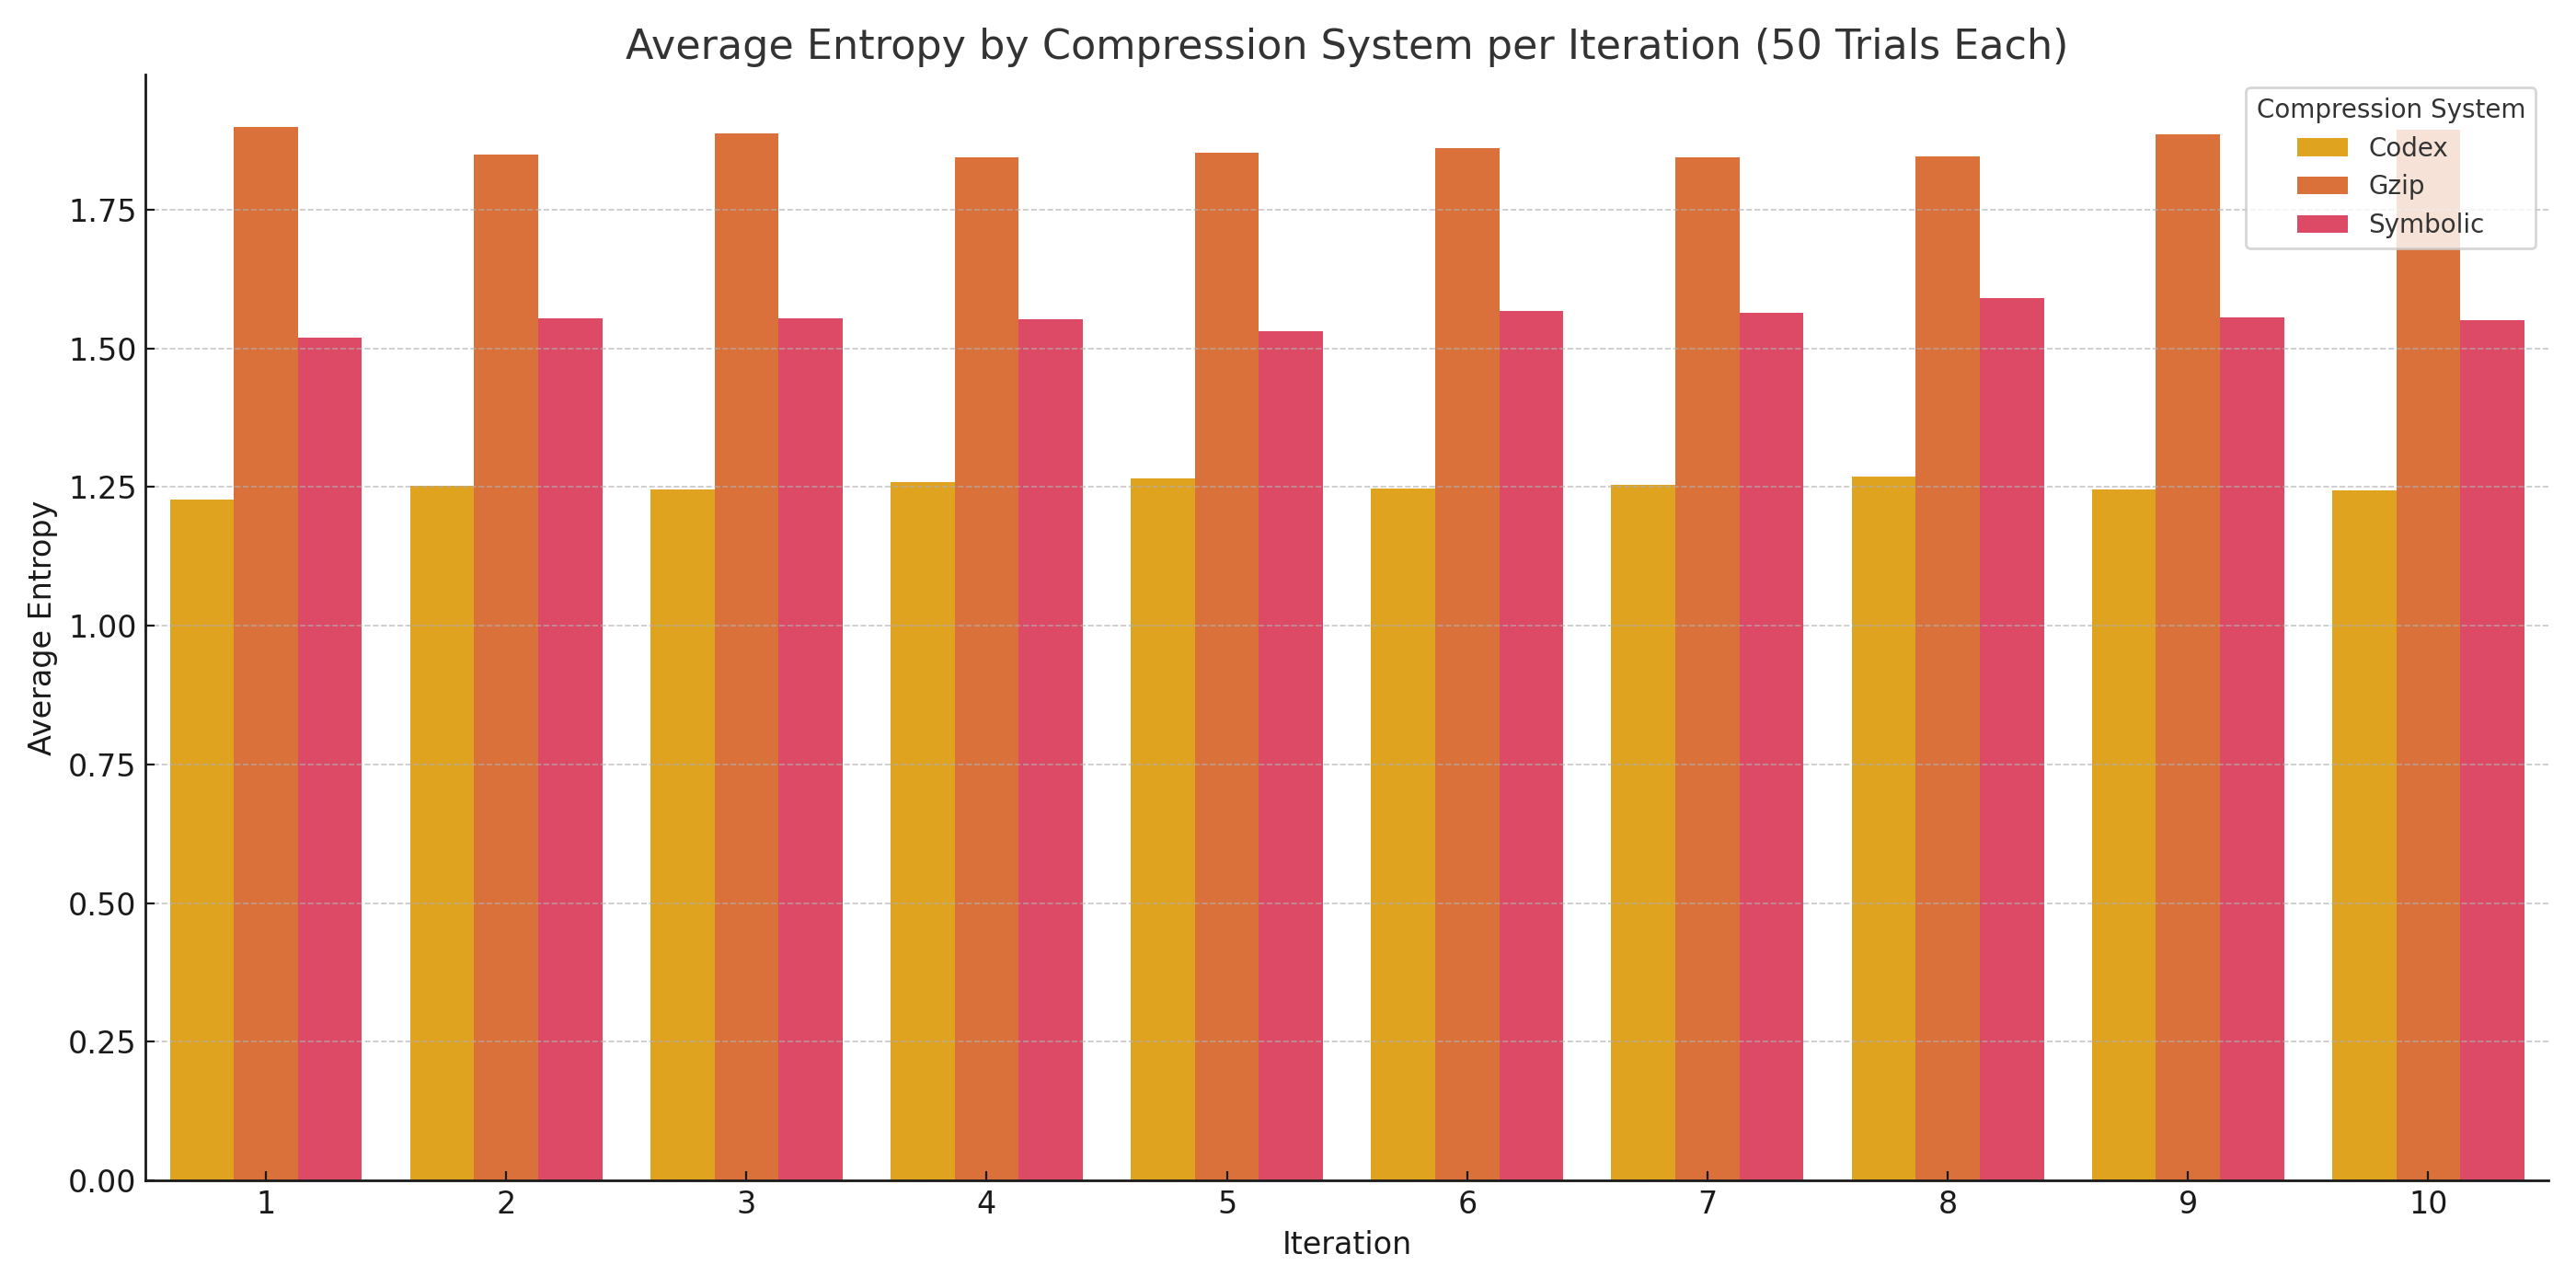 Average Entropy by Compression System per Iteration (50 Trials Each)
Compression System
Codex
Gzip
Symbolic
Average Entropy
1.75
1.50
1.25
1.00
0.75
0.50
0.25
0.00
1 2 3 4 5 6 7 8 9 10
Iteration